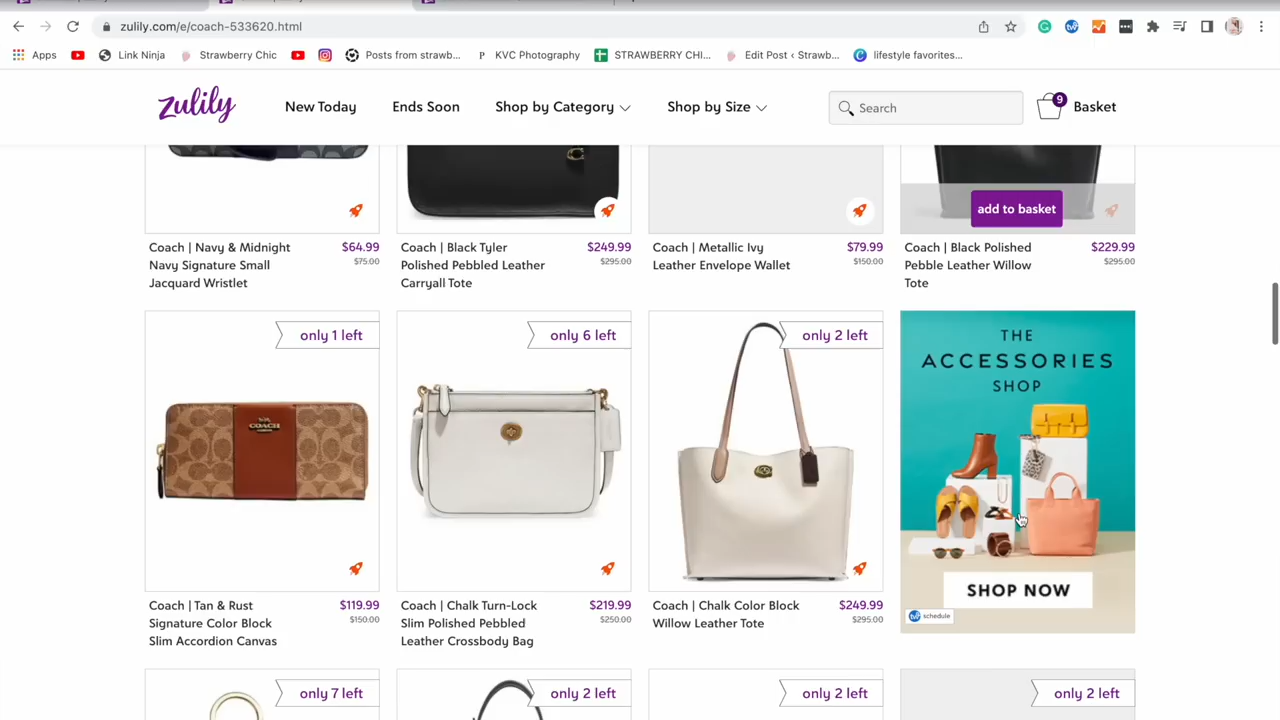 zulily.com/e/coach-533620.html
Apps
Link Ninja
Strawberry Chic
Posts from strawb...
KVC Photography
STRAWBERRY CHI...
Edit Post ‹ Strawb...
lifestyle favorites...
zulily
New Today
Ends Soon
Shop by Category
Shop by Size
Search
9
Basket
add to basket
Coach | Navy & Midnight
Navy Signature Small
Jacquard Wristlet
$64.99
$75.00
Coach | Black Tyler
Polished Pebbled Leather
Carryall Tote
$249.99
$295.00
Coach | Metallic Ivy
Leather Envelope Wallet
$79.99
$150.00
Coach | Black Polished
Pebble Leather Willow
Tote
$229.99
$295.00
only 1 left
only 6 left
only 2 left
COACH
THE
ACCESSORIES
SHOP
SHOP NOW
schedule
Coach | Tan & Rust
Signature Color Block
Slim Accordion Canvas
$119.99
$150.00
Coach | Chalk Turn-Lock
Slim Polished Pebbled
Leather Crossbody Bag
$219.99
$250.00
Coach | Chalk Color Block
Willow Leather Tote
$249.99
$295.00
only 7 left
only 2 left
only 2 left
only 2 left